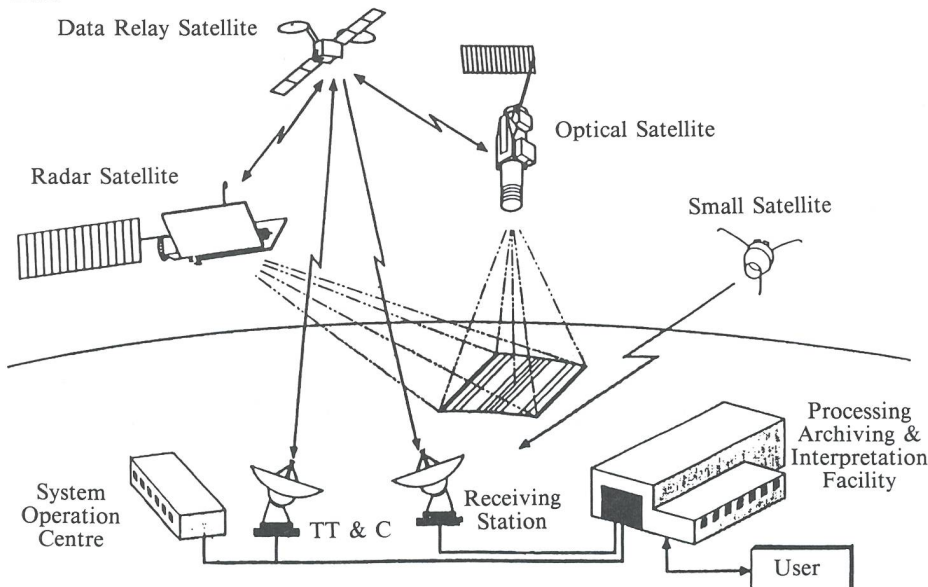 Data Relay Satellite
Optical Satellite
Radar Satellite
Small Satellite
Processing
Archiving &
Interpretation
Facility
System
Operation
Centre
TT & C
Receiving
Station
User